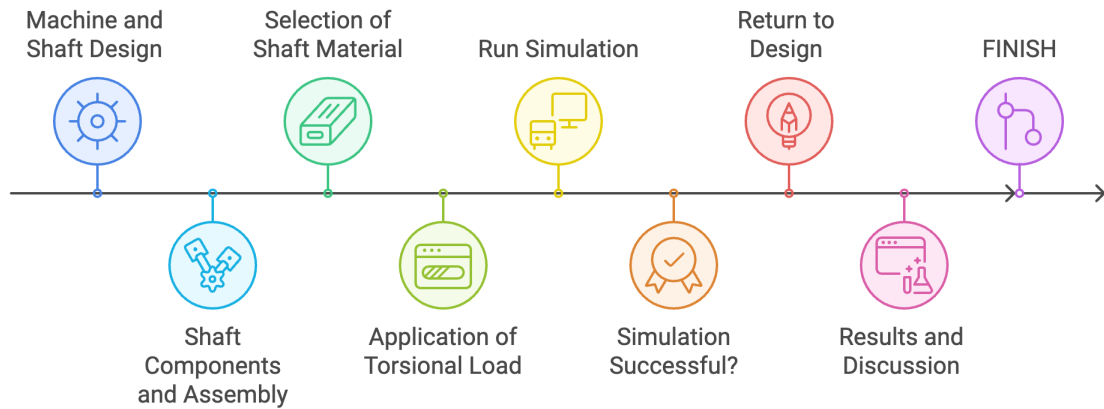 Machine and
Shaft Design
Shaft
Components
and Assembly
Selection of
Shaft Material
Application of
Torsional Load
Run Simulation
Simulation
Successful?
Return to
Design
Results and
Discussion
FINISH